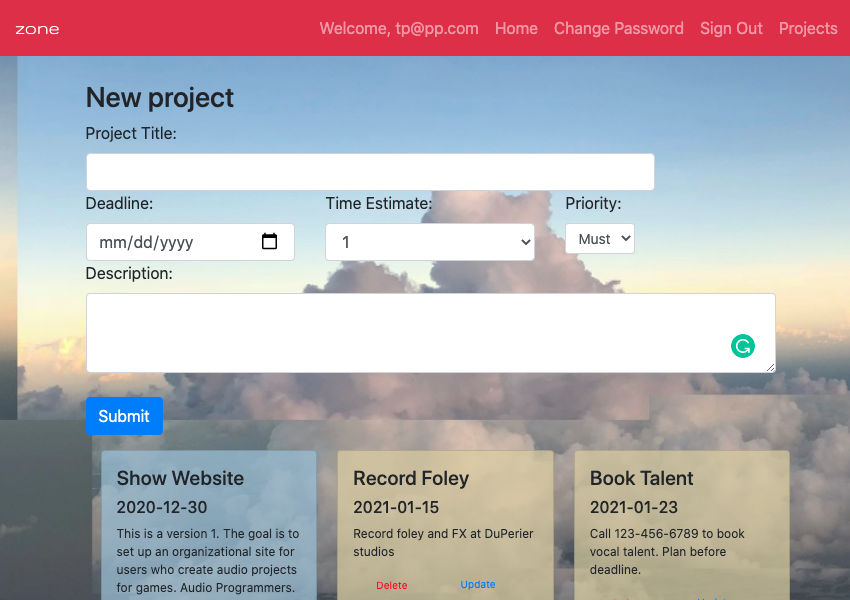 zone
Welcome, tp@pp.com Home Change Password Sign Out Projects
New project
Project Title:
Deadline: Time Estimate: Priority:
mm/dd/yyyy 1 Must
Description:
Submit
Show Website
2020-12-30
This is a version 1. The goal is to
set up an organizational site for
users who create audio projects
for games. Audio Programmers.
Record Foley
2021-01-15
Record foley and FX at DuPerier
studios
Delete Update
Book Talent
2021-01-23
Call 123-456-6789 to book
vocal talent. Plan before
deadline.